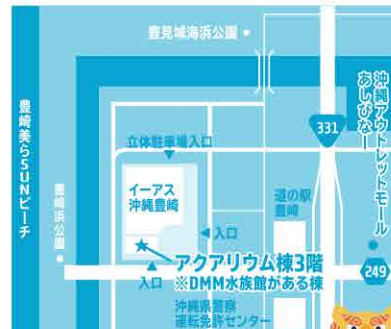 豊見城海浜公園
豊崎美らSUNビーチ
豊崎浜公園
立体駐車場入口
イーアス
沖縄豊崎
入口
入口
アクアリウム棟3階
※DMM水族館がある棟
道の駅
豊崎
沖縄県警察
運転免許センター
331
沖縄アウトレットモール
あしびなー
249